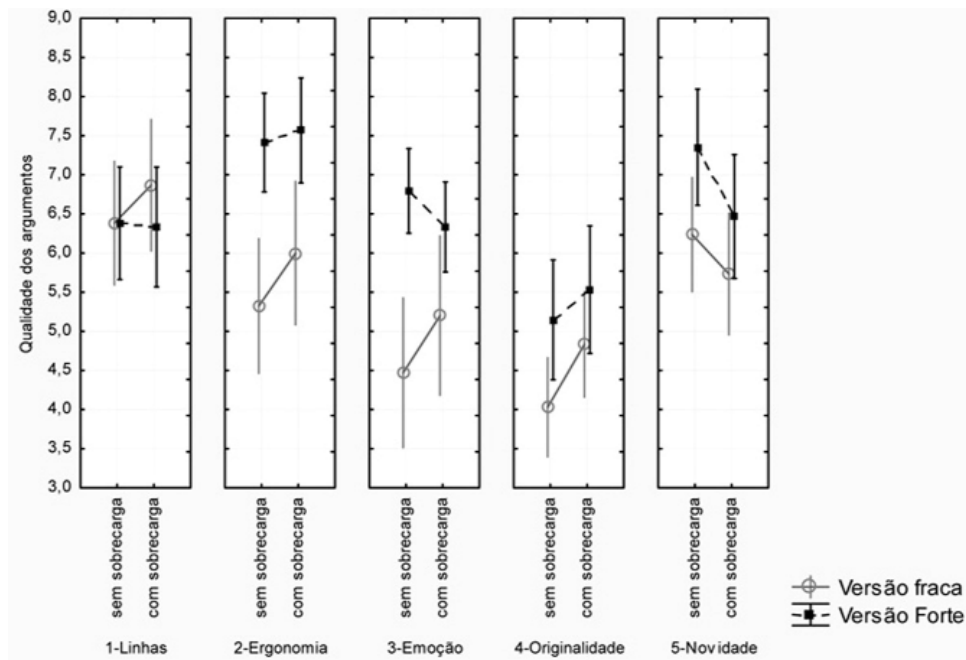 Qualidade dos argumentos
9,0
8,5
8,0
7,5
7,0
6,5
6,0
5,5
5,0
4,5
4,0
3,5
3,0
sem sobrecarga
com sobrecarga
sem sobrecarga
com sobrecarga
sem sobrecarga
com sobrecarga
sem sobrecarga
com sobrecarga
sem sobrecarga
com sobrecarga
1-Linhas
2-Ergonomia
3-Emoção
4-Originalidade
5-Novidade
Versão fraca
Versão Forte